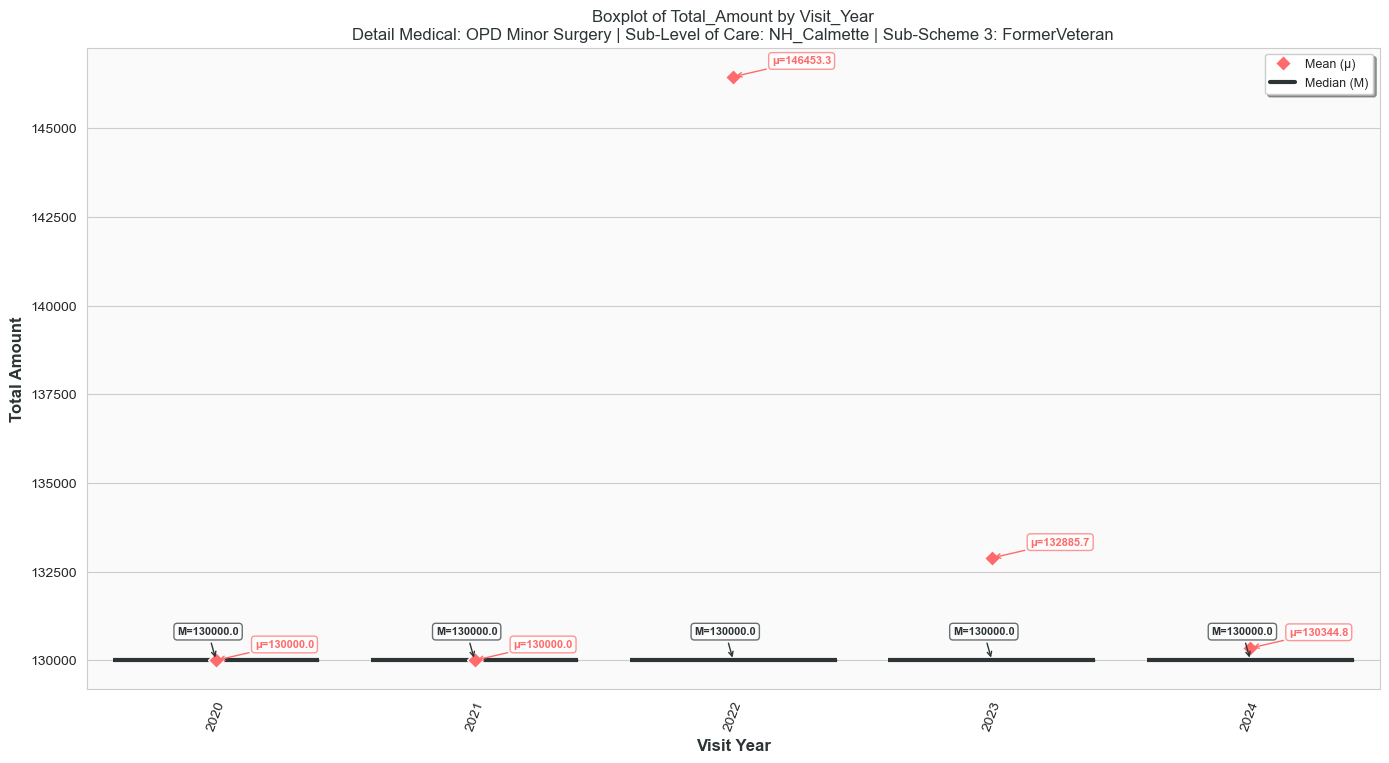 Boxplot of Total_Amount by Visit_Year
Detail Medical: OPD Minor Surgery | Sub-Level of Care: NH_Calmette | Sub-Scheme 3: FormerVeteran
μ=146453.3
Mean (μ)
Median (M)
145000
142500
140000
137500
135000
132500
130000
Total Amount
μ=132885.7
M=130000.0
μ=130000.0
M=130000.0
μ=130000.0
M=130000.0
M=130000.0
M=130000.0
μ=130344.8
2020
2021
2022
2023
2024
Visit Year